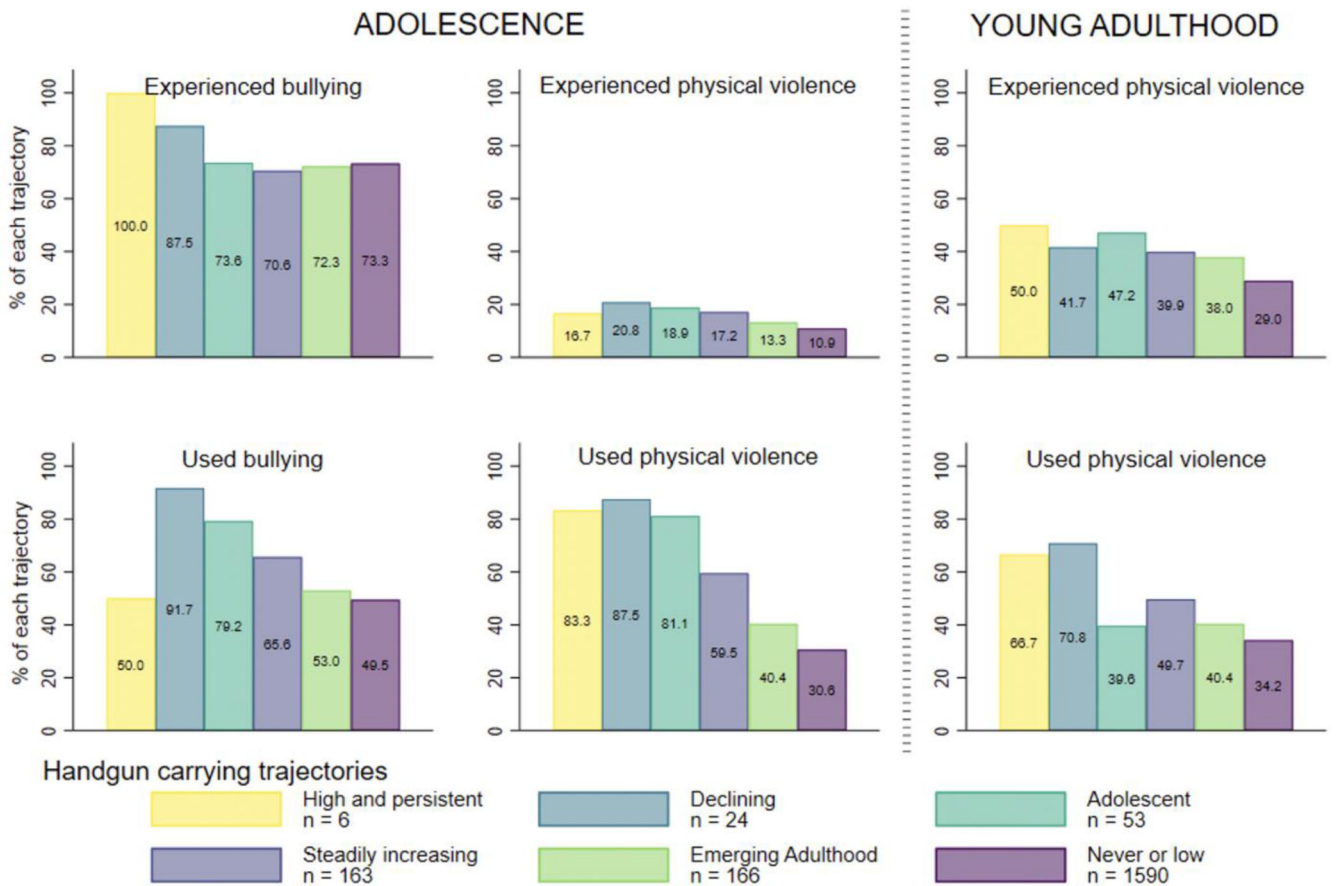 ADOLESCENCE
YOUNG ADULTHOOD
Experienced bullying
% of each trajectory
0 20 40 60 80 100
100.0 87.5 73.6 70.6 72.3 73.3
Experienced physical violence
0 20 40 60 80 100
16.7 20.8 18.9 17.2 13.3 10.9
Experienced physical violence
0 20 40 60 80 100
50.0 41.7 47.2 39.9 38.0 29.0
Used bullying
% of each trajectory
0 20 40 60 80 100
50.0 91.7 79.2 65.6 53.0 49.5
Used physical violence
0 20 40 60 80 100
83.3 87.5 81.1 59.5 40.4 30.6
Used physical violence
0 20 40 60 80 100
66.7 70.8 39.6 49.7 40.4 34.2
Handgun carrying trajectories
High and persistent
n = 6
Declining
n = 24
Adolescent
n = 53
Steadily increasing
n = 163
Emerging Adulthood
n = 166
Never or low
n = 1590